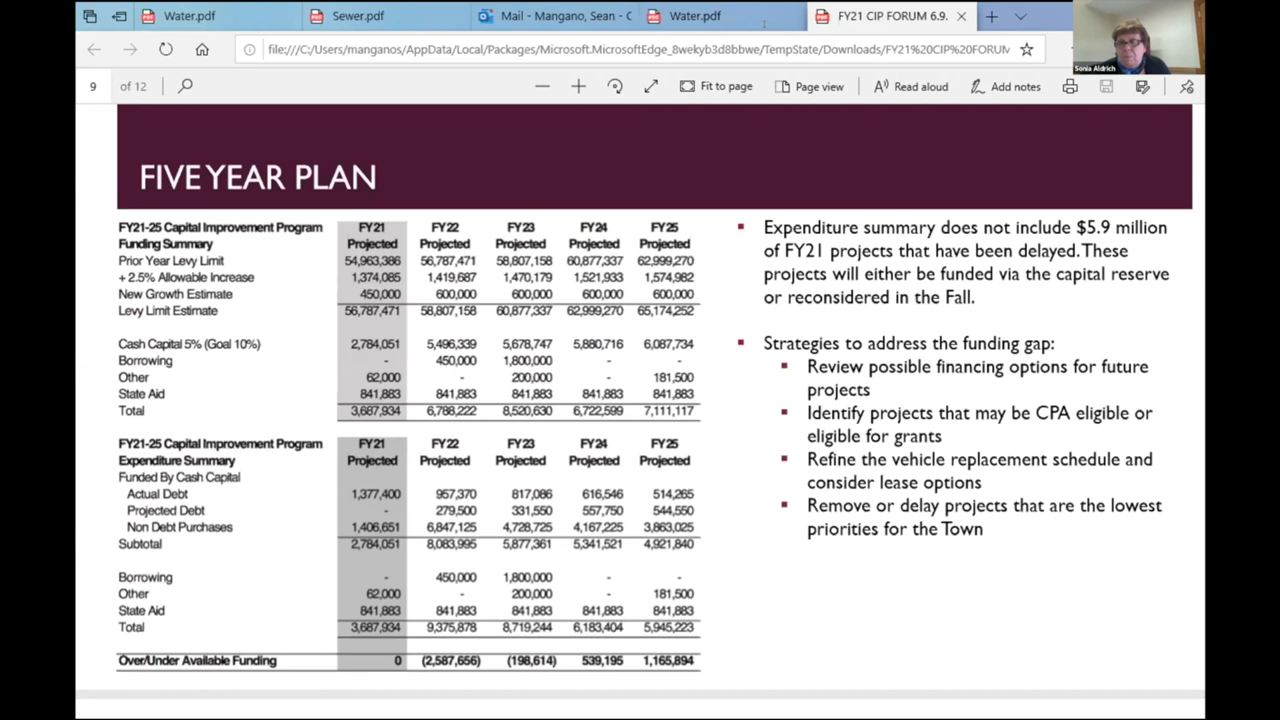 Water.pdf
Sewer.pdf
Mail - Mangano, Sean - C
Water.pdf
FY21 CIP FORUM 6.9.
file:///C:/Users/manganos/AppData/Local/Packages/Microsoft.MicrosoftEdge_8wekyb3d8bbwe/TempState/Downloads/FY21%20CIP%20FORUM
Sonia Aldrich
9 of 12
Fit to page
Page view
Read aloud
Add notes
FIVE YEAR PLAN
FY21-25 Capital Improvement Program FY21 FY22 FY23 FY24 FY25
Funding Summary Projected Projected Projected Projected Projected
Prior Year Levy Limit 54,963,386 56,787,471 58,807,158 60,877,337 62,999,270
+ 2.5% Allowable Increase 1,374,085 1,419,687 1,470,179 1,521,933 1,574,982
New Growth Estimate 450,000 600,000 600,000 600,000 600,000
Levy Limit Estimate 56,787,471 58,807,158 60,877,337 62,999,270 65,174,252
Cash Capital 5% (Goal 10%) 2,784,051 5,496,339 5,678,747 5,880,716 6,087,734
Borrowing - 450,000 1,800,000 - -
Other 62,000 - 200,000 - 181,500
State Aid 841,883 841,883 841,883 841,883 841,883
Total 3,687,934 6,788,222 8,520,630 6,722,599 7,111,117
FY21-25 Capital Improvement Program FY21 FY22 FY23 FY24 FY25
Expenditure Summary Projected Projected Projected Projected Projected
Funded By Cash Capital
Actual Debt 1,377,400 957,370 817,086 616,546 514,265
Projected Debt - 279,500 331,550 557,750 544,550
Non Debt Purchases 1,406,651 6,847,125 4,728,725 4,167,225 3,863,025
Subtotal 2,784,051 8,083,995 5,877,361 5,341,521 4,921,840
Borrowing - 450,000 1,800,000 - -
Other 62,000 - 200,000 - 181,500
State Aid 841,883 841,883 841,883 841,883 841,883
Total 3,687,934 9,375,878 8,719,244 6,183,404 5,945,223
Over/Under Available Funding 0 (2,587,656) (198,614) 539,195 1,165,894
Expenditure summary does not include $5.9 million
of FY21 projects that have been delayed. These
projects will either be funded via the capital reserve
or reconsidered in the Fall.
Strategies to address the funding gap:
Review possible financing options for future
projects
Identify projects that may be CPA eligible or
eligible for grants
Refine the vehicle replacement schedule and
consider lease options
Remove or delay projects that are the lowest
priorities for the Town